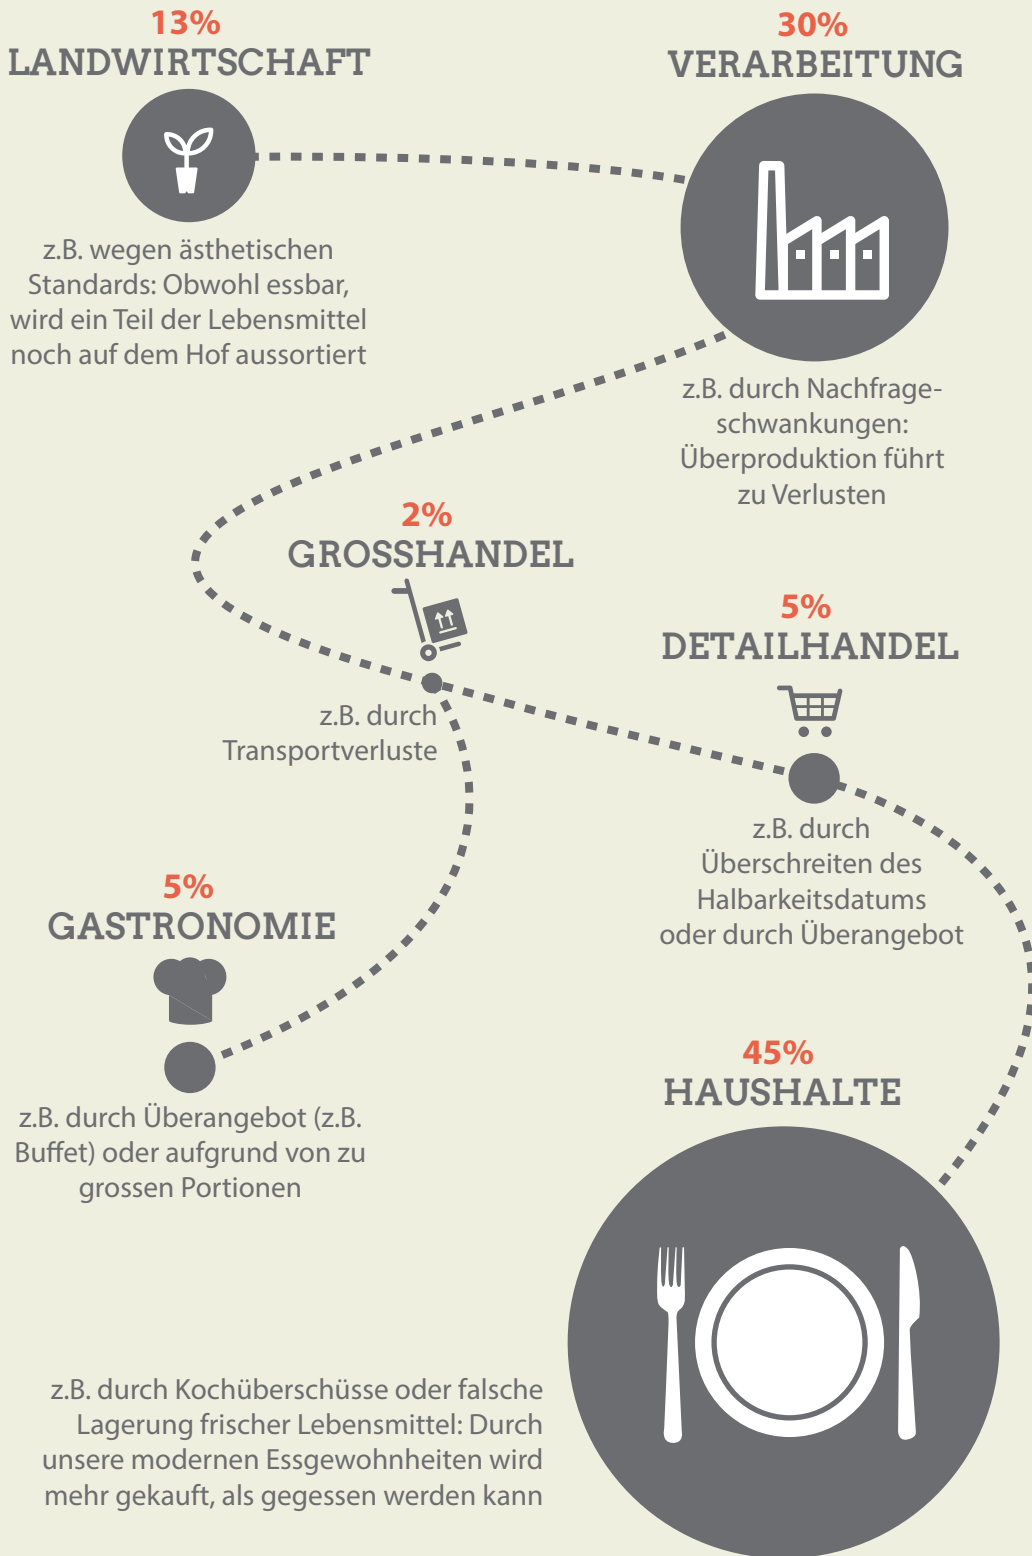 13%
LANDWIRTSCHAFT
z.B. wegen ästhetischen
Standards: Obwohl essbar,
wird ein Teil der Lebensmittel
noch auf dem Hof aussortiert
30%
VERARBEITUNG
z.B. durch Nachfrage-
schwankungen:
Überproduktion führt
zu Verlusten
2%
GROSSHANDEL
z.B. durch
Transportverluste
5%
DETAILHANDEL
z.B. durch
Überschreiten des
Halbarkeitsdatums
oder durch Überangebot
5%
GASTRONOMIE
z.B. durch Überangebot (z.B.
Buffet) oder aufgrund von zu
grossen Portionen
45%
HAUSHALTE
z.B. durch Kochüberschüsse oder falsche
Lagerung frischer Lebensmittel: Durch
unsere modernen Essgewohnheiten wird
mehr gekauft, als gegessen werden kann